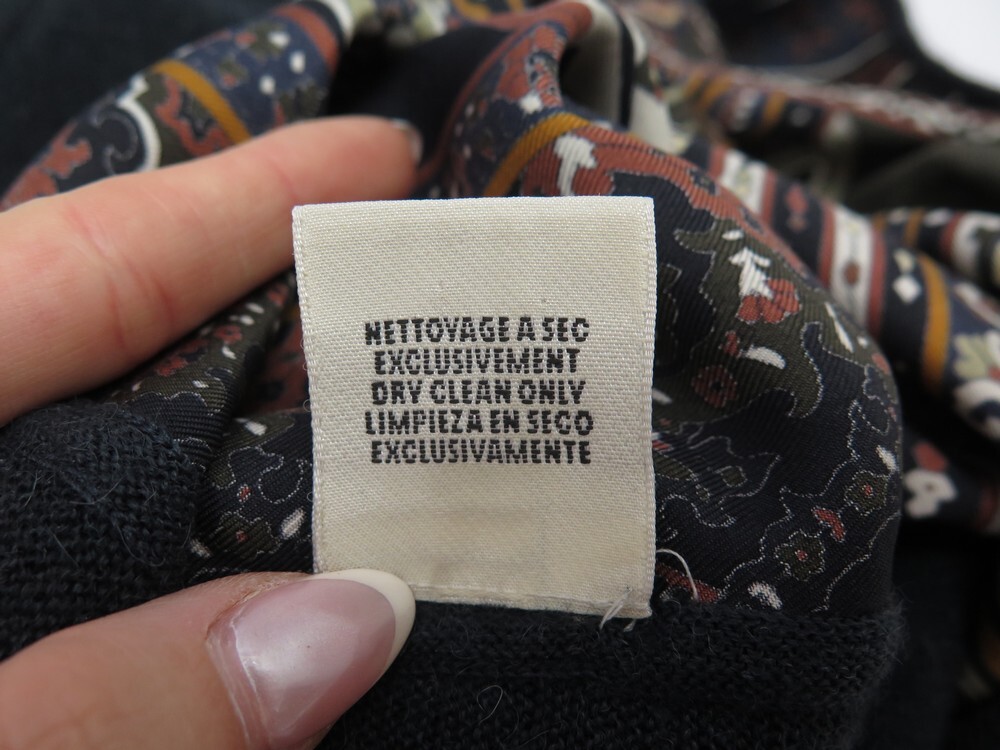 NETTOYAGE A SEC
EXCLUSIVEMENT
DRY CLEAN ONLY
LIMPIEZA EN SECO
EXCLUSIVAMENTE